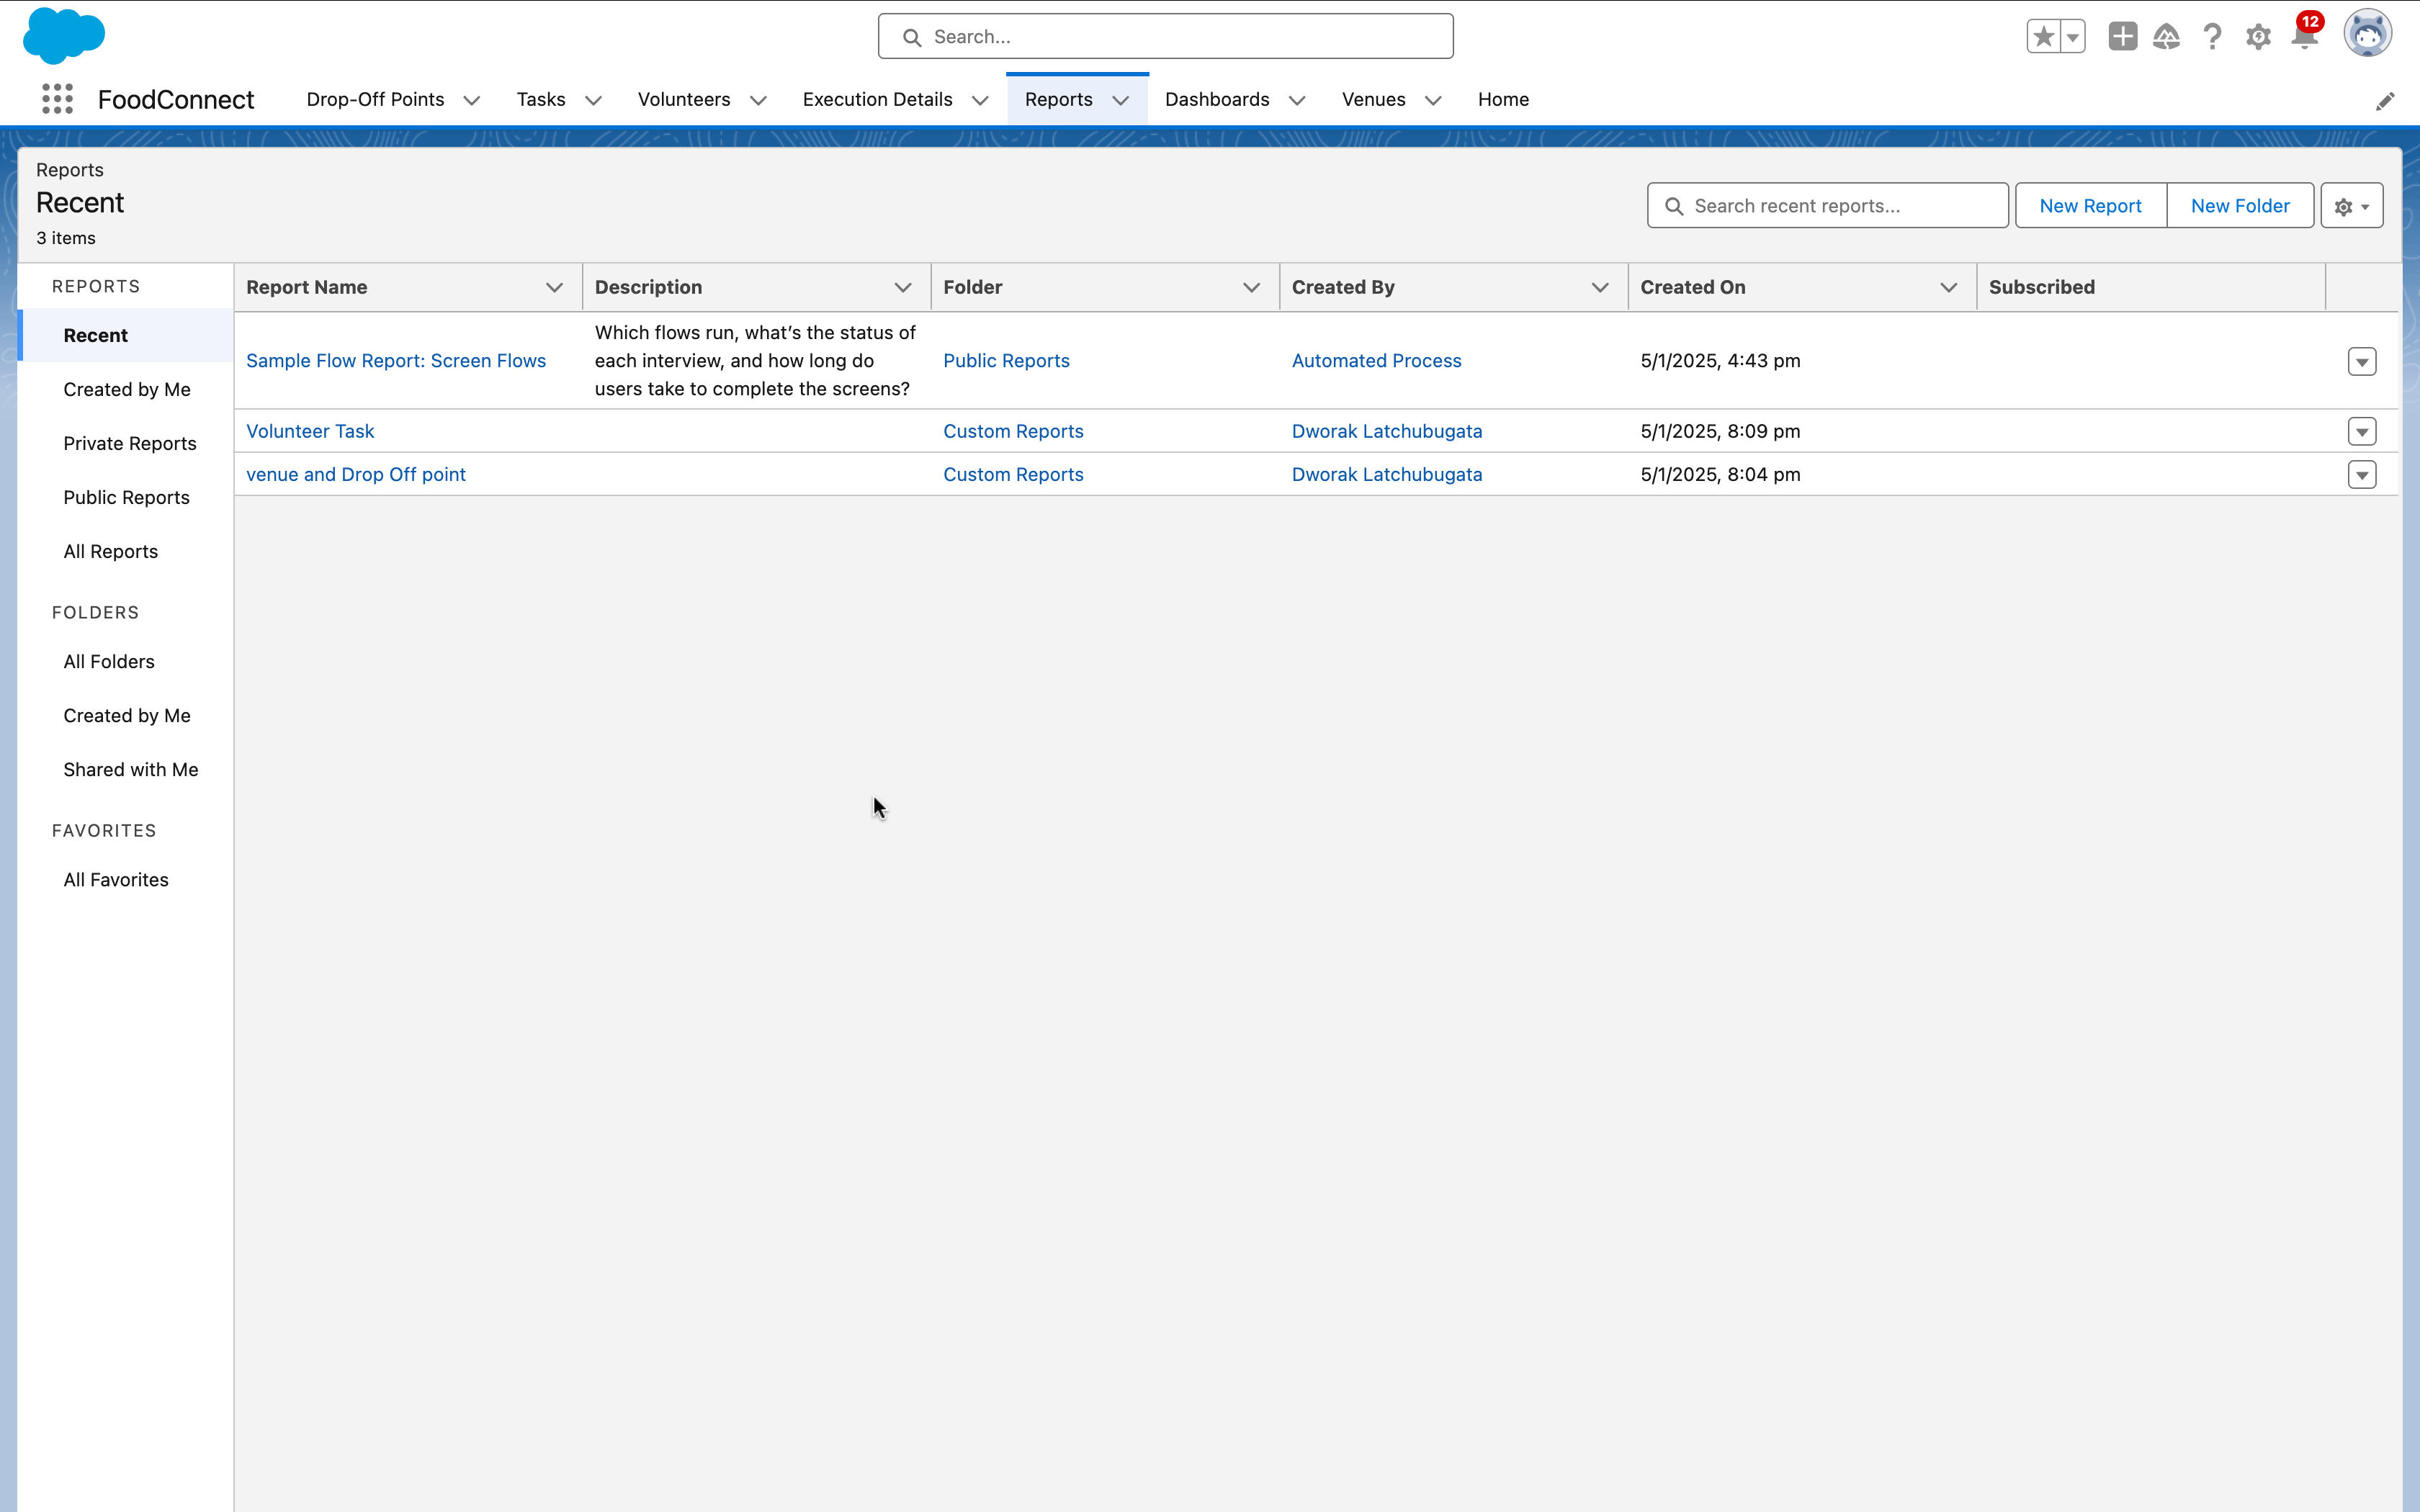 Search...
12
FoodConnect
Drop-Off Points
Tasks
Volunteers
Execution Details
Reports
Dashboards
Venues
Home
Reports
Recent
3 items
Search recent reports...
New Report
New Folder
REPORTS
Recent
Created by Me
Private Reports
Public Reports
All Reports
FOLDERS
All Folders
Created by Me
Shared with Me
FAVORITES
All Favorites
Report Name
Description
Folder
Created By
Created On
Subscribed
Sample Flow Report: Screen Flows
Which flows run, what’s the status of
each interview, and how long do
users take to complete the screens?
Public Reports
Automated Process
5/1/2025, 4:43 pm
Volunteer Task
Custom Reports
Dworak Latchubugata
5/1/2025, 8:09 pm
venue and Drop Off point
Custom Reports
Dworak Latchubugata
5/1/2025, 8:04 pm